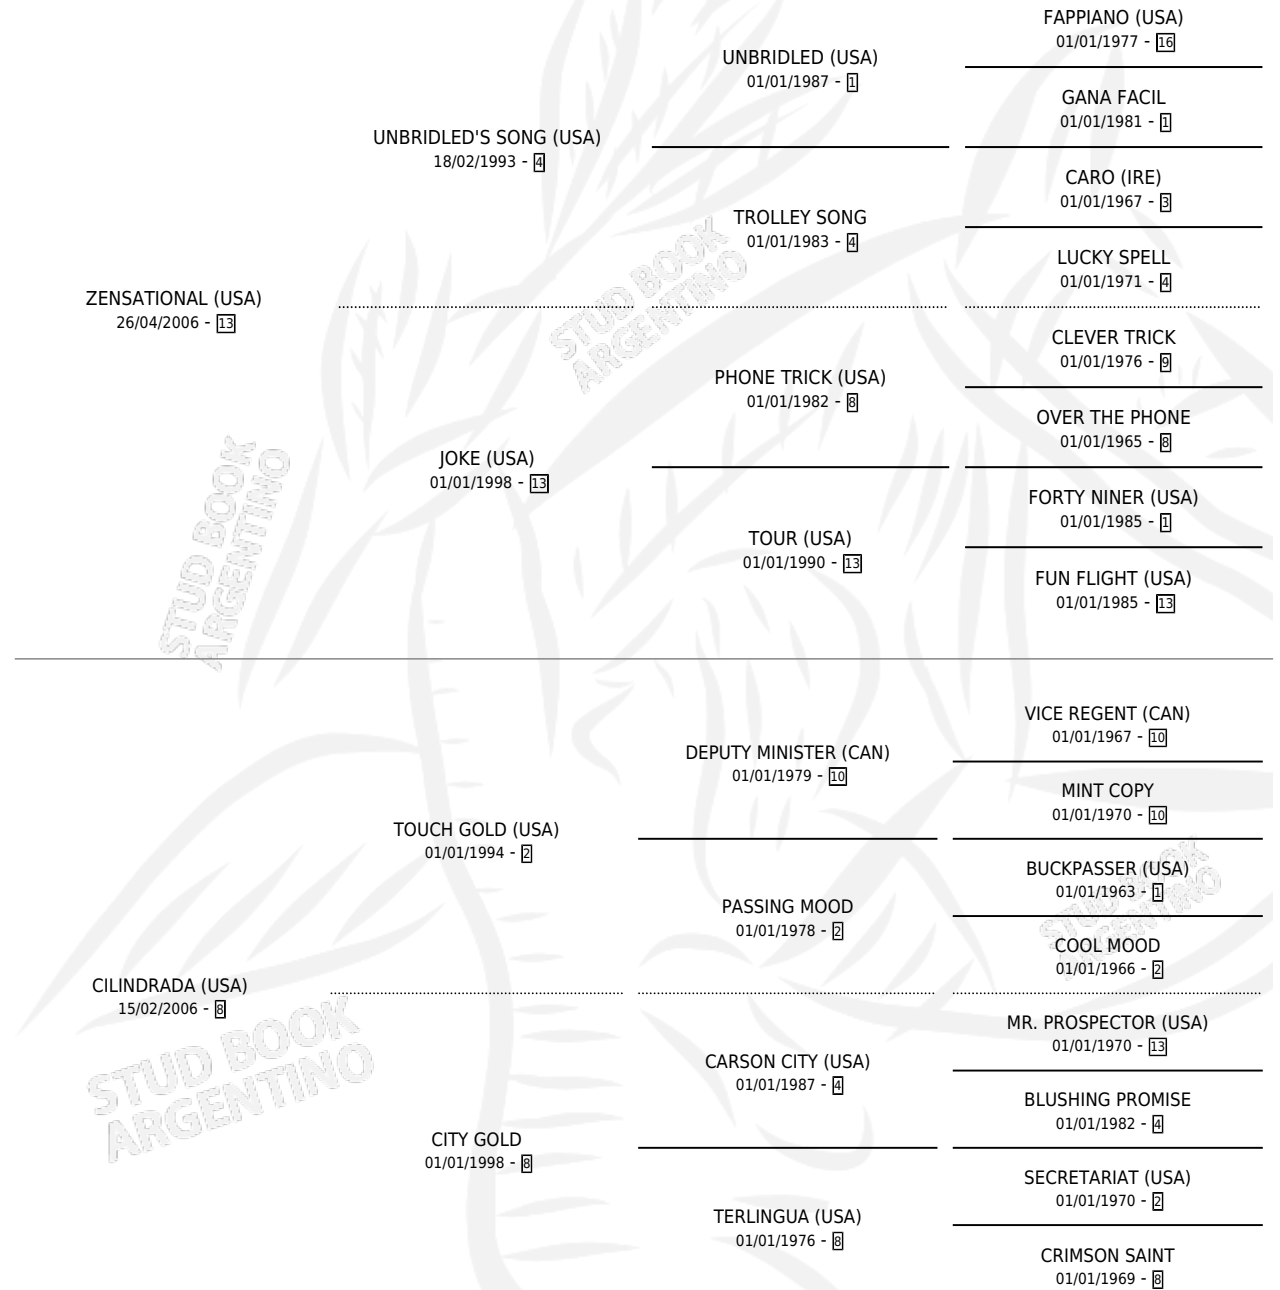 FAPPIANO (USA)
01/01/1977 - 16
UNBRIDLED (USA)
01/01/1987 - 1
GANA FACIL
01/01/1981 - 1
UNBRIDLED'S SONG (USA)
18/02/1993 - 4
CARO (IRE)
01/01/1967 - 3
TROLLEY SONG
01/01/1983 - 4
LUCKY SPELL
01/01/1971 - 4
ZENSATIONAL (USA)
26/04/2006 - 13
STUD BOOK
ARGENTINO
CLEVER TRICK
01/01/1976 - 9
PHONE TRICK (USA)
01/01/1982 - 8
OVER THE PHONE
01/01/1965 - 8
JOKE (USA)
01/01/1998 - 13
FORTY NINER (USA)
01/01/1985 - 1
TOUR (USA)
01/01/1990 - 13
FUN FLIGHT (USA)
01/01/1985 - 13
STUD BOOK
ARGENTINO
VICE REGENT (CAN)
01/01/1967 - 10
DEPUTY MINISTER (CAN)
01/01/1979 - 10
MINT COPY
01/01/1970 - 10
TOUCH GOLD (USA)
01/01/1994 - 2
BUCKPASSER (USA)
01/01/1963 - 1
PASSING MOOD
01/01/1978 - 2
STUD BOOK
ARGENTINO
COOL MOOD
01/01/1966 - 2
CILINDRADA (USA)
15/02/2006 - 8
STUD BOOK
ARGENTINO
MR. PROSPECTOR (USA)
01/01/1970 - 13
CARSON CITY (USA)
01/01/1987 - 4
BLUSHING PROMISE
01/01/1982 - 4
CITY GOLD
01/01/1998 - 8
SECRETARIAT (USA)
01/01/1970 - 2
TERLINGUA (USA)
01/01/1976 - 8
CRIMSON SAINT
01/01/1969 - 8